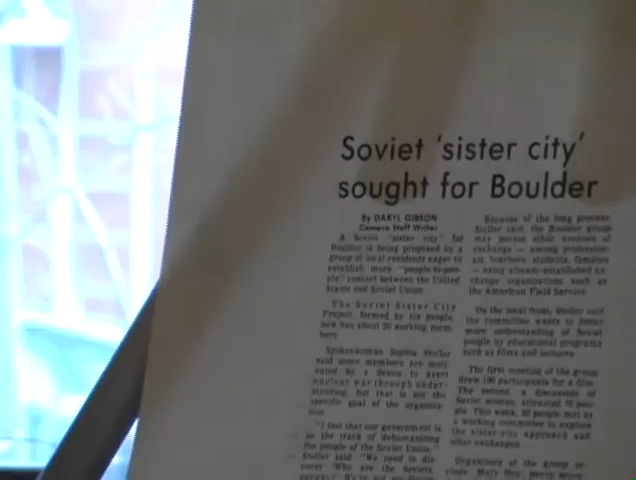 Soviet 'sister city'
sought for Boulder
By DARYL GIBSON
Camera Staff Writer
A Soviet "sister city" for
Boulder is being proposed by a
group of local residents eager to
establish more "people-to-peo-
ple" contact between the United
States and Soviet Union.
The Soviet Sister City
Project, formed by six people,
now has about 30 working mem-
bers.
Spokeswoman Sophia Stoller
said some members are moti-
vated by a desire to avert
nuclear war through under-
standing, but that is not the
specific goal of the organiza-
tion.
"I feel that our government is
on the track of dehumanizing
the people of the Soviet Union,"
Stoller said. "We need to dis-
cover 'Who are the Soviets,
Because of the long process,
Stoller said, the Boulder group
may pursue other avenues of
exchange — among profession-
als, teachers, students, families
— using already-established ex-
change organizations such as
the American Field Service.
On the local front, Stoller said
the committee wants to foster
more understanding of Soviet
people by educational programs
such as films and lectures.
The first meeting of the group
drew 100 participants for a film.
The second, a discussion of
Soviet women, attracted
This week, 30 people met as
a working committee to explore
the sister-city approach and
other exchanges.
Organizers of the group in-